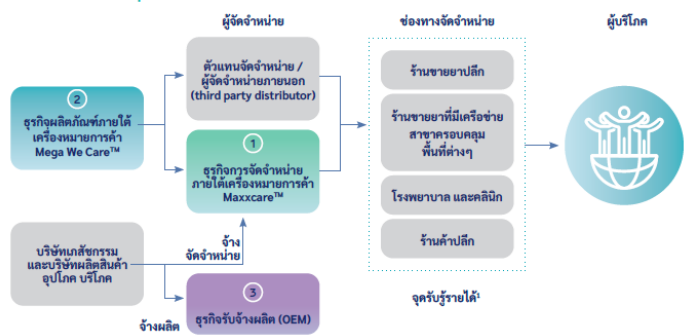 ผู้จัดจำหน่าย
ช่องทางจัดจำหน่าย
ผู้บริโภค
2
ธุรกิจผลิตภัณฑ์ภายใต้
เครื่องหมายการค้า
Mega We Care™
ตัวแทนจัดจำหน่าย /
ผู้จัดจำหน่ายภายนอก
(third party distributor)
1
ธุรกิจการจัดจำหน่าย
ภายใต้เครื่องหมายการค้า
Maxxcare™
ร้านขายยาปลีก
ร้านขายยาที่มีเครือข่าย
สาขาครอบคลุม
พื้นที่ต่างๆ
โรงพยาบาล และคลินิก
ร้านค้าปลีก
บริษัทเภสัชกรรม
และบริษัทผลิตสินค้า
อุปโภค บริโภค
จ้าง
จัดจำหน่าย
จ้างผลิต
3
ธุรกิจรับจ้างผลิต (OEM)
จุดรับรู้รายได้¹